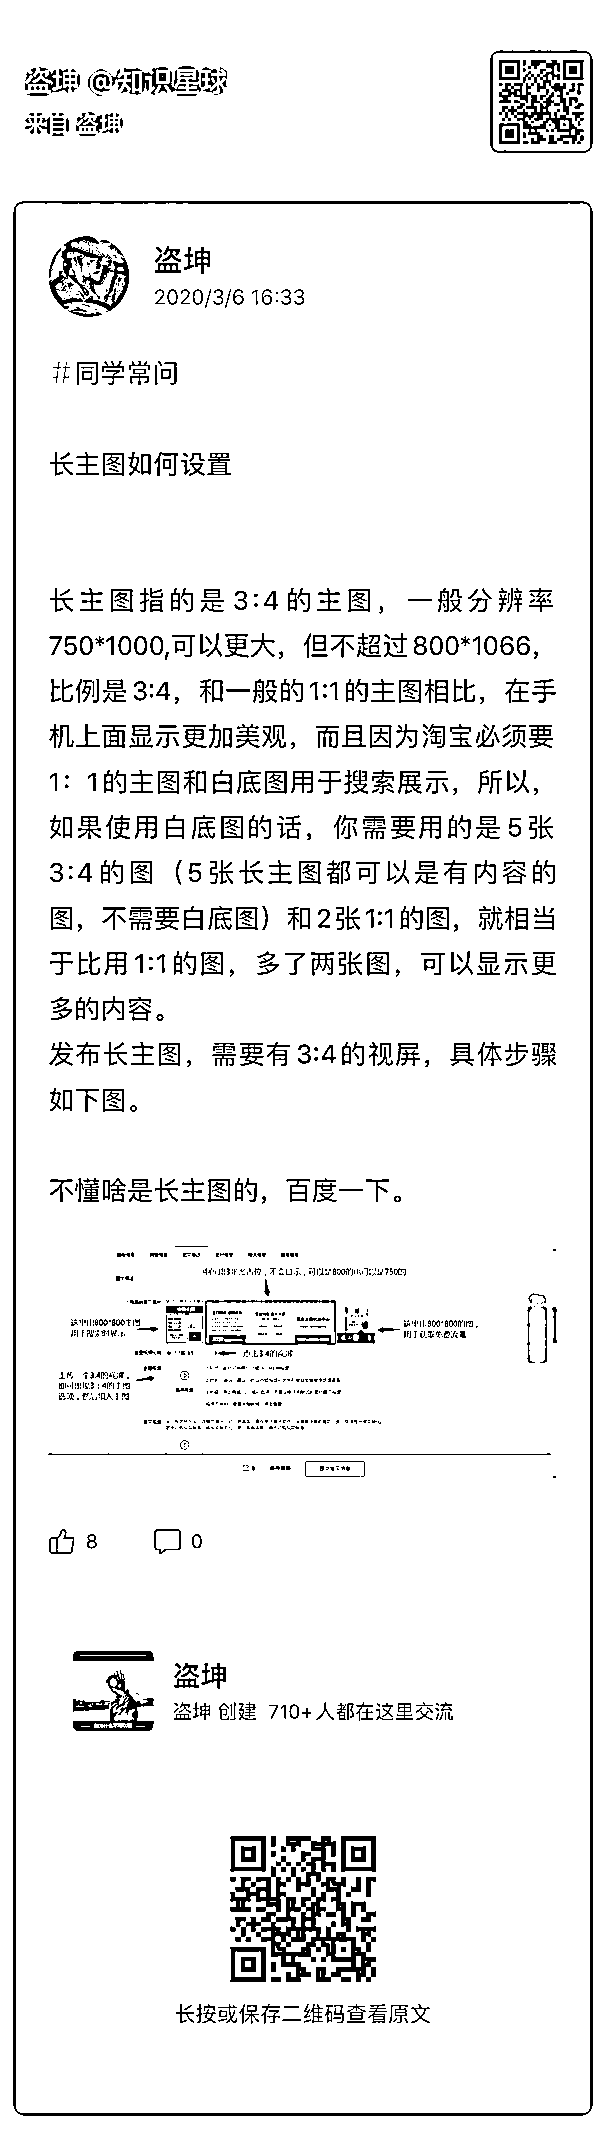 盗坤 @知识星球
来自 盗坤
盗坤
2020/3/6 16:33
#同学常问
长主图如何设置
长主图指的是3:4的主图，一般分辨率
750*1000,可以更大，但不超过800*1066，
比例是3:4，和一般的1:1的主图相比，在手
机上面显示更加美观，而且因为淘宝必须要
1：1的主图和白底图用于搜索展示，所以，
如果使用白底图的话，你需要用的是5张
3:4的图（5张长主图都可以是有内容的
图，不需要白底图）和2张1:1的图，就相当
于比用1:1的图，多了两张图，可以显示更
多的内容。
发布长主图，需要有3:4的视屏，具体步骤
如下图。
不懂啥是长主图的，百度一下。
8
0
盗坤
盗坤 创建 710+人都在这里交流
长按或保存二维码查看原文